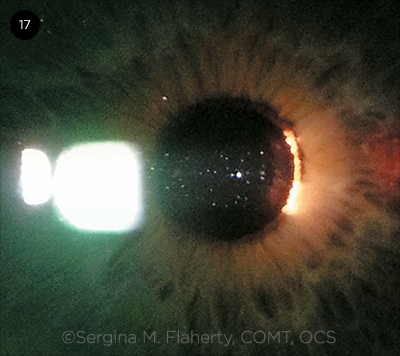 17
©Sergina M. Flaherty, COMT, OCS